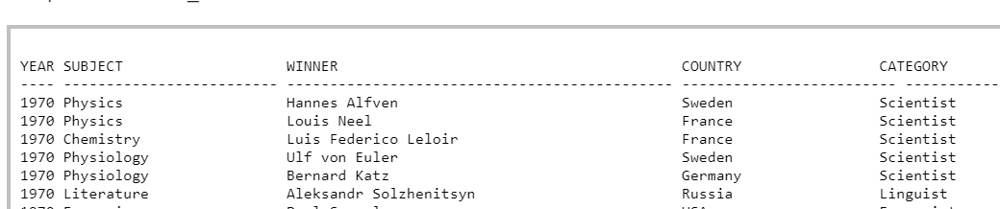 YEAR SUBJECT WINNER COUNTRY CATEGORY
---- ------------------------- --------------------------------------------- ------------------------- -----------
1970 Physics Hannes Alfven Sweden Scientist
1970 Physics Louis Neel France Scientist
1970 Chemistry Luis Federico Leloir France Scientist
1970 Physiology Ulf von Euler Sweden Scientist
1970 Physiology Bernard Katz Germany Scientist
1970 Literature Aleksandr Solzhenitsyn Russia Linguist